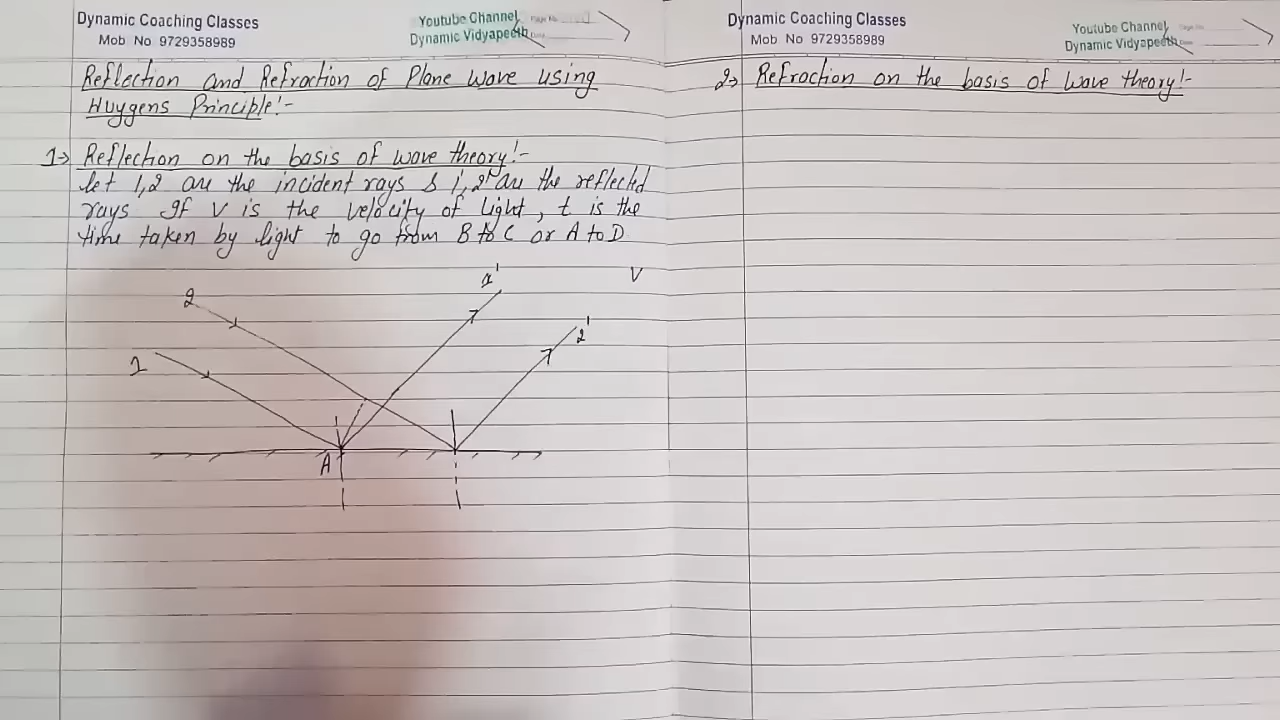 Dynamic Coaching Classes
Mob No 9729358989
Youtube Channel
Dynamic Vidyapeeth
Reflection and Refraction of Plane wave using
Huygens Principle:-
1→ Reflection on the basis of wave theory:-
let 1,2 are the incident rays & 1',2' are the reflected
rays If V is the velocity of light, t is the
time taken by light to go from B to C or A to D
1'
V
2
2'
1
A
Dynamic Coaching Classes
Mob No 9729358989
Youtube Channel
Dynamic Vidyapeeth
2→ Refraction on the basis of wave theory:-